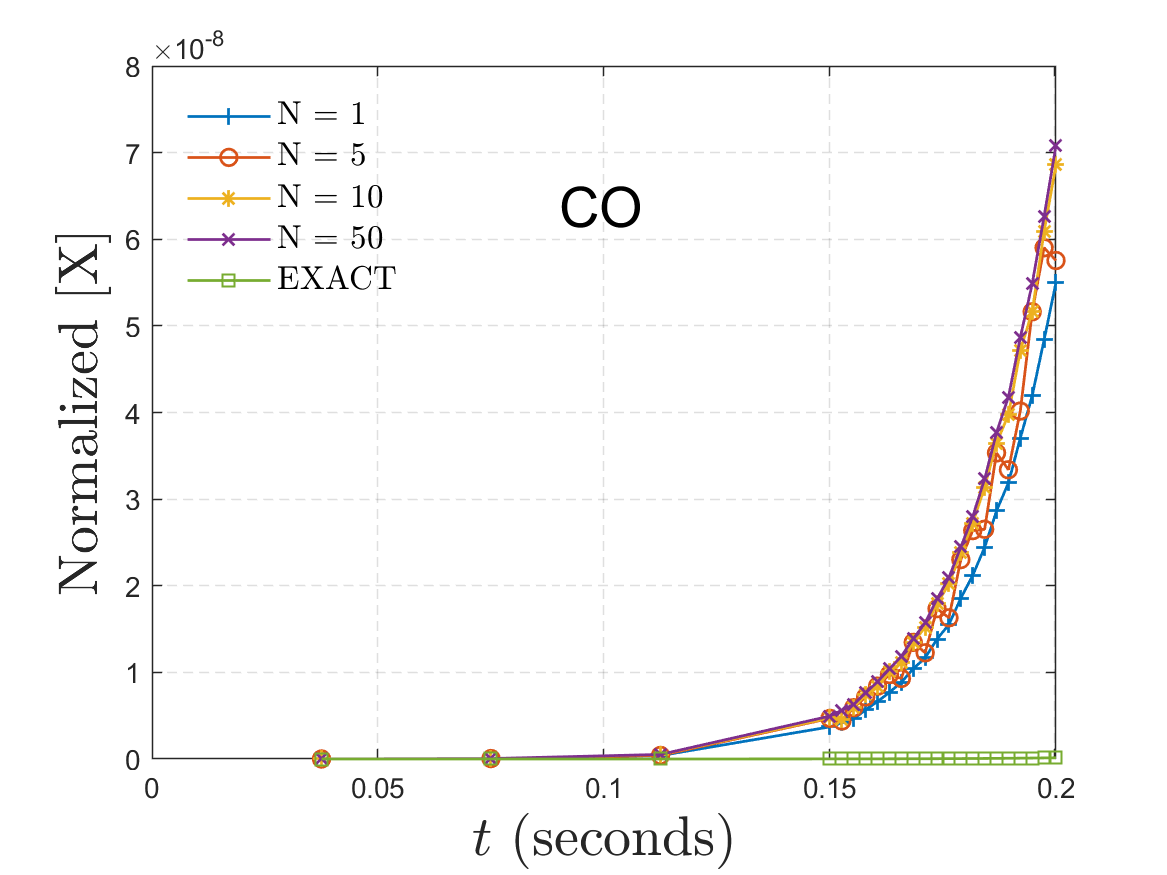 ×10-8
8
7
6
5
4
3
2
1
0
N = 1
N = 5
N = 10
N = 50
EXACT
CO
Normalized [X]
0 0.05 0.1 0.15 0.2
t (seconds)